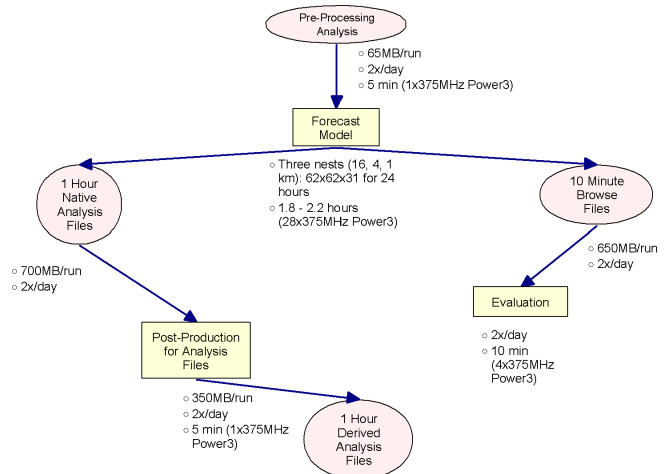 Pre-Processing
Analysis
○ 65MB/run
○ 2x/day
○ 5 min (1x375MHz Power3)
Forecast
Model
○ Three nests (16, 4, 1
km): 62x62x31 for 24
hours
○ 1.8 - 2.2 hours
(28x375MHz Power3)
1 Hour
Native
Analysis
Files
10 Minute
Browse
Files
○ 700MB/run
○ 2x/day
○ 650MB/run
○ 2x/day
Evaluation
○ 2x/day
○ 10 min
(4x375MHz
Power3)
Post-Production
for Analysis
Files
○ 350MB/run
○ 2x/day
○ 5 min (1x375MHz
Power3)
1 Hour
Derived
Analysis
Files